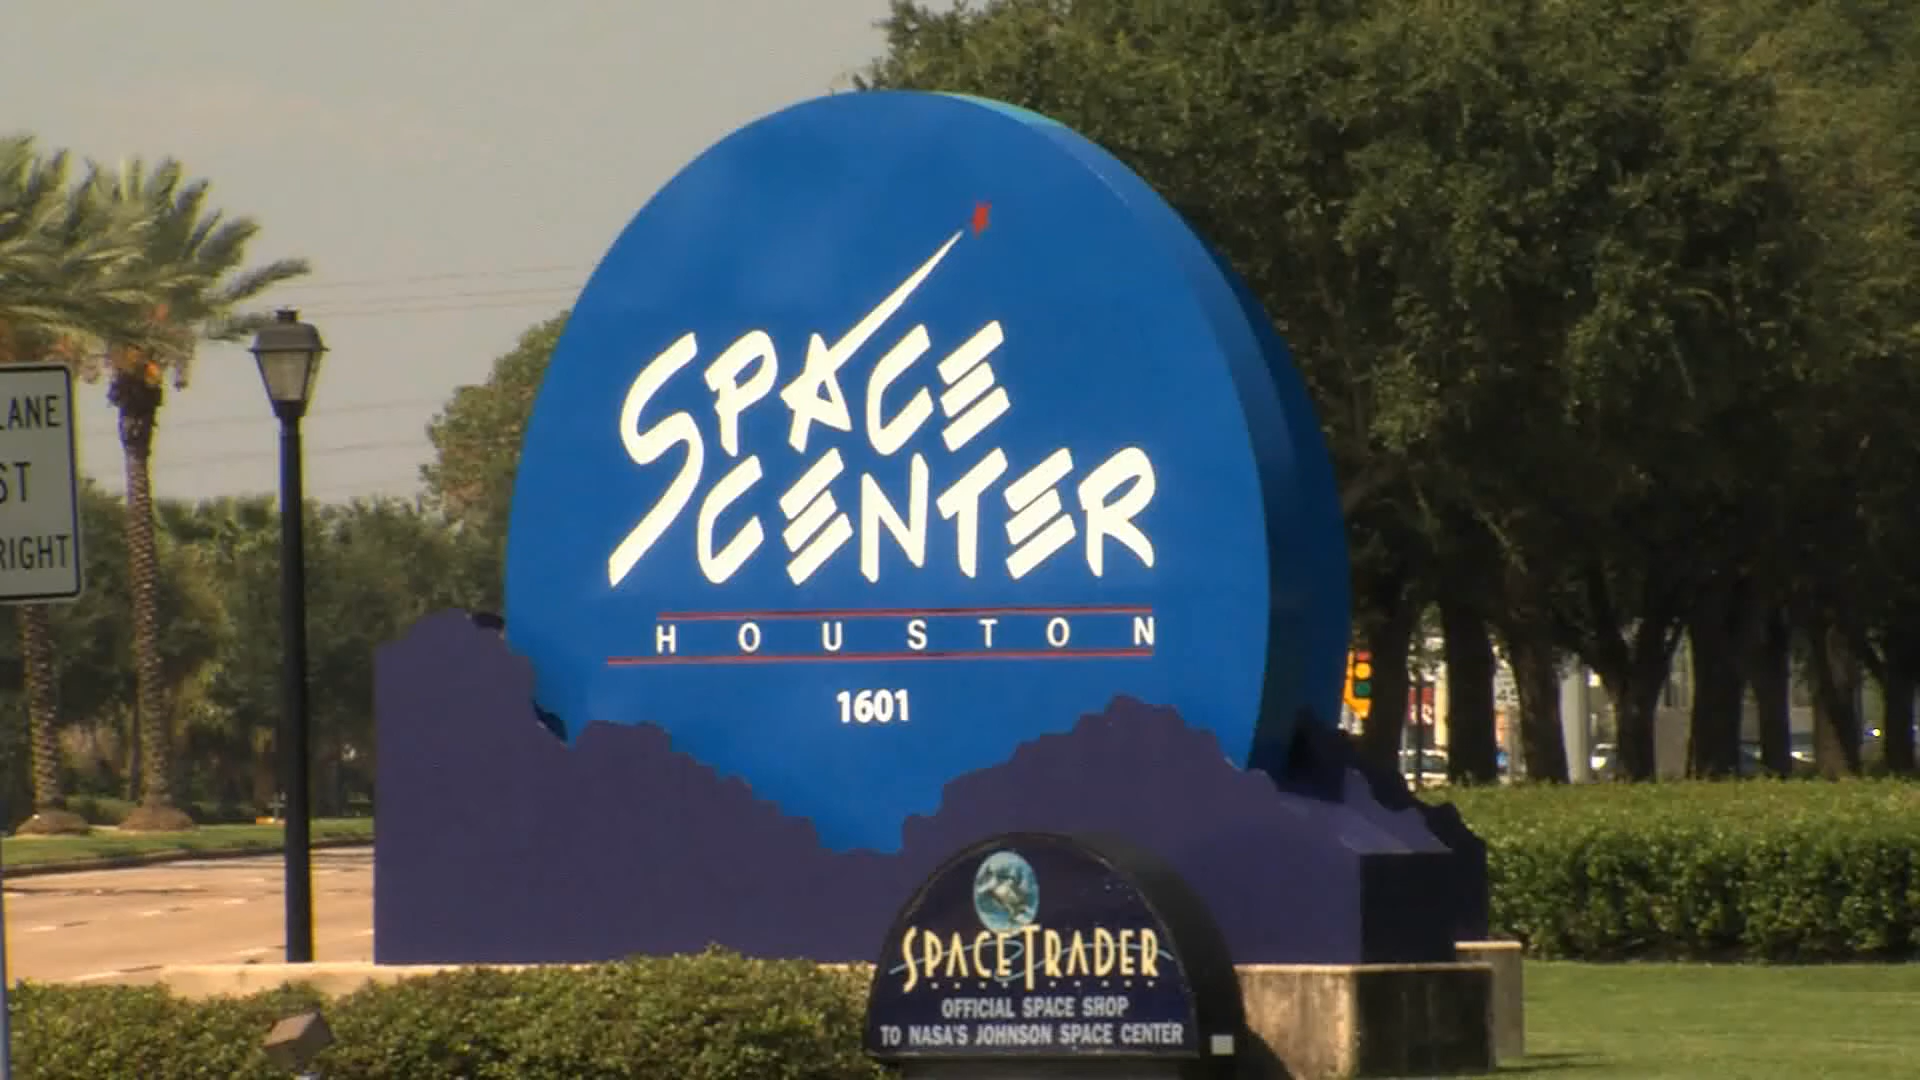 SPACE
CENTER
HOUSTON
1601
SPACETRADER
OFFICIAL SPACE SHOP
TO NASA'S JOHNSON SPACE CENTER
LANE
ST
RIGHT